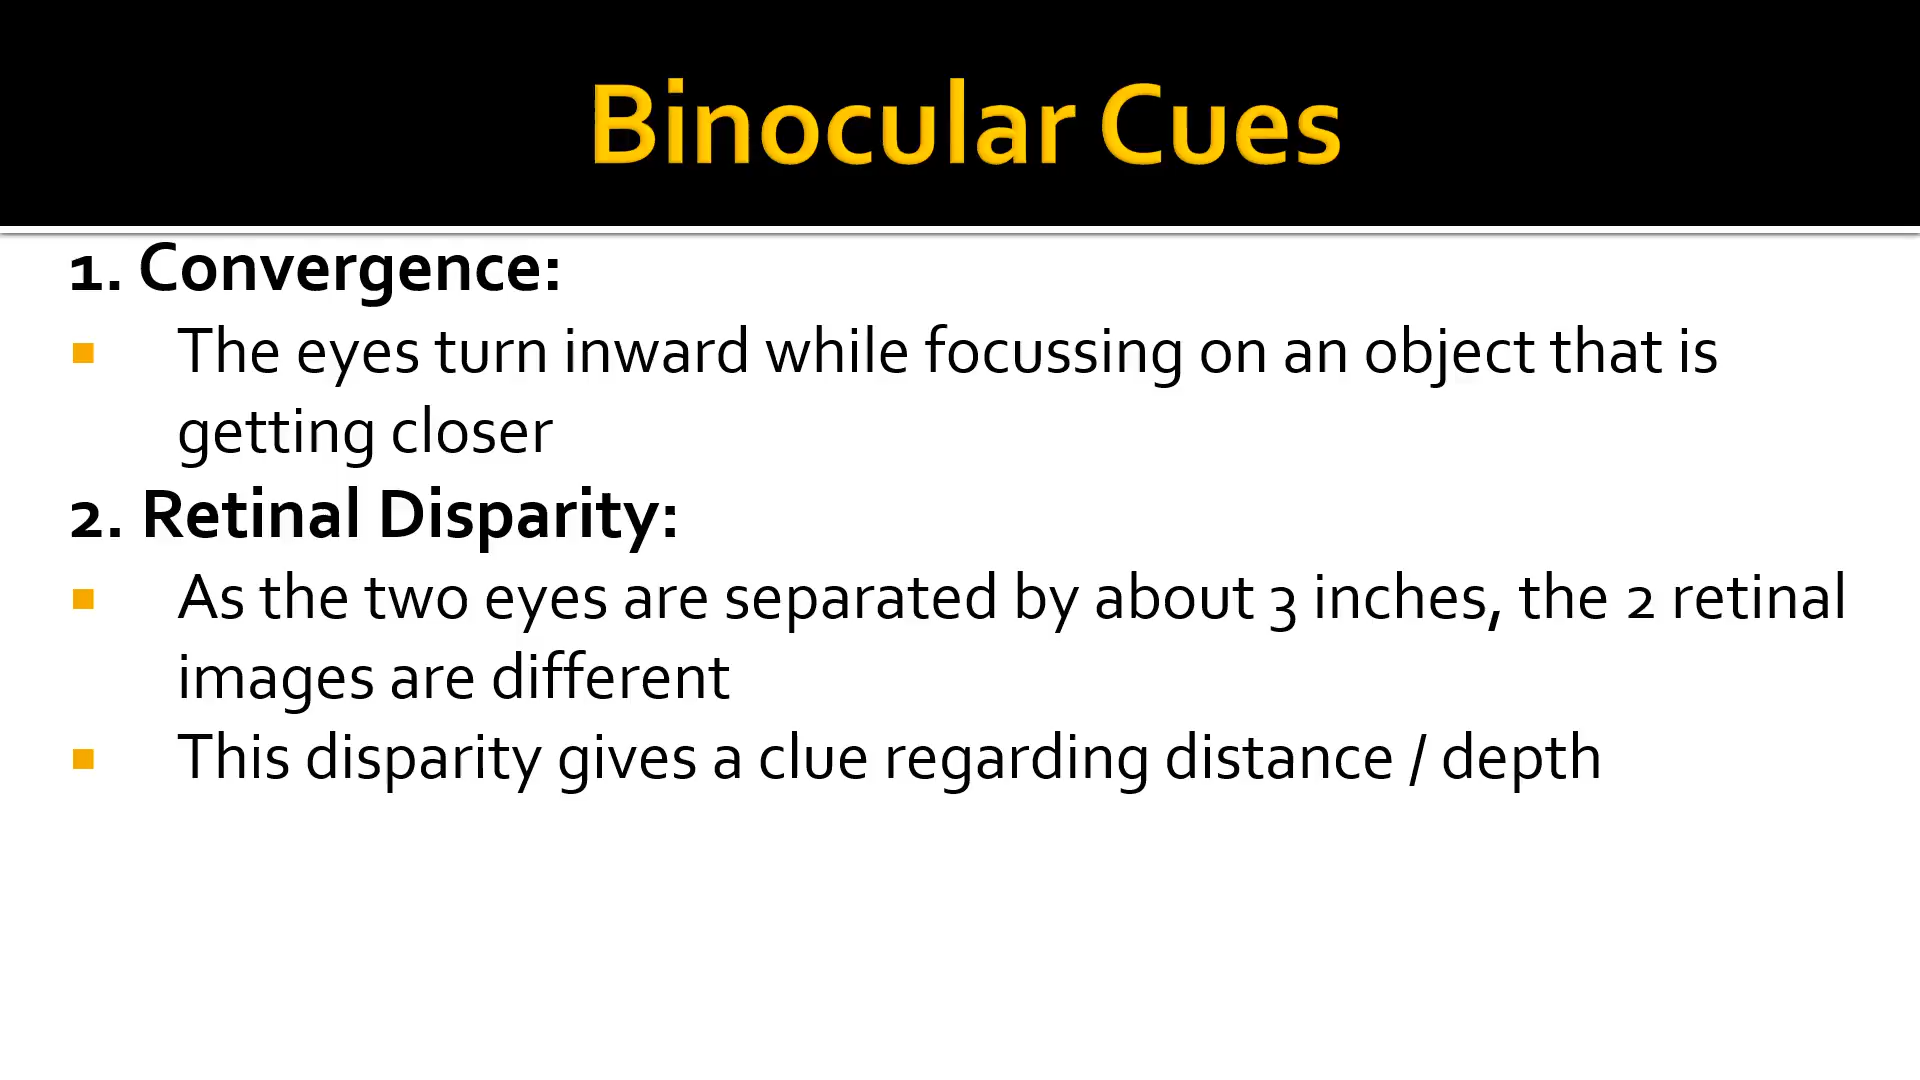 Binocular Cues
1. Convergence:
▪ The eyes turn inward while focussing on an object that is
getting closer
2. Retinal Disparity:
▪ As the two eyes are separated by about 3 inches, the 2 retinal
images are different
▪ This disparity gives a clue regarding distance / depth